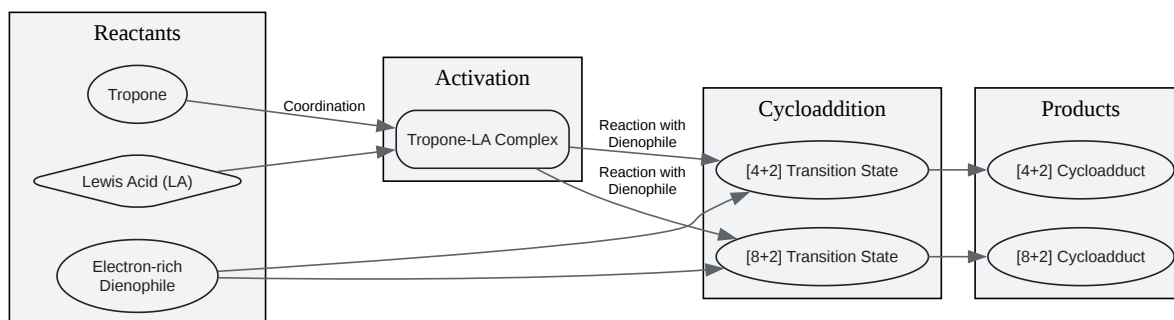 Reactants
Tropone
Lewis Acid (LA)
Electron-rich
Dienophile
Coordination
Activation
Tropone-LA Complex
Reaction with
Dienophile
Reaction with
Dienophile
Cycloaddition
[4+2] Transition State
[8+2] Transition State
Products
[4+2] Cycloadduct
[8+2] Cycloadduct